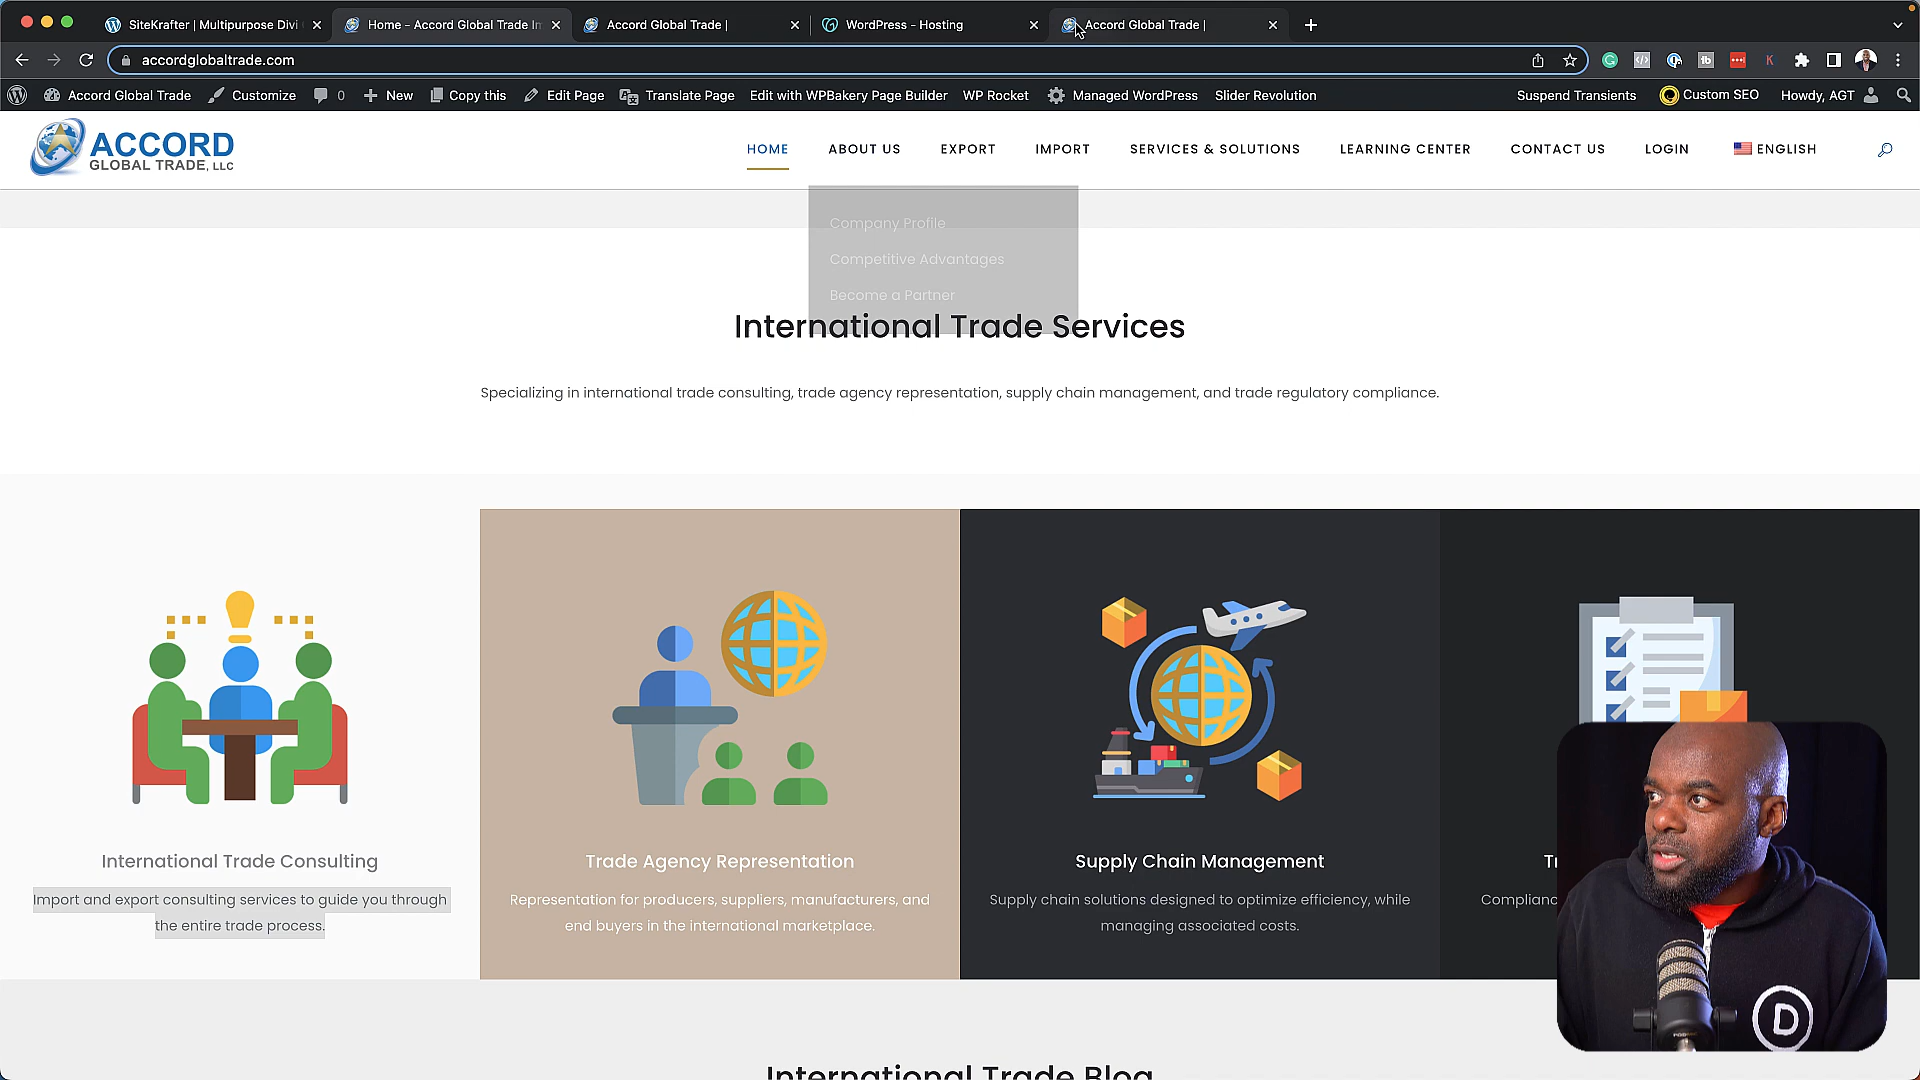 SiteKrafter | Multipurpose Divi
Home - Accord Global Trade In
Accord Global Trade |
WordPress - Hosting
Accord Global Trade |
accordglobaltrade.com
Accord Global Trade
Customize
0
New
Copy this
Edit Page
Translate Page
Edit with WPBakery Page Builder
WP Rocket
Managed WordPress
Slider Revolution
Suspend Transients
Custom SEO
Howdy, AGT
ACCORD
GLOBAL TRADE, LLC
HOME
ABOUT US
EXPORT
IMPORT
SERVICES & SOLUTIONS
LEARNING CENTER
CONTACT US
LOGIN
ENGLISH
Company Profile
Competitive Advantages
Become a Partner
International Trade Services
Specializing in international trade consulting, trade agency representation, supply chain management, and trade regulatory compliance.
International Trade Consulting
Import and export consulting services to guide you through
the entire trade process.
Trade Agency Representation
Representation for producers, suppliers, manufacturers, and
end buyers in the international marketplace.
Supply Chain Management
Supply chain solutions designed to optimize efficiency, while
managing associated costs.
Tr
Complianc
D
International Trade Blog